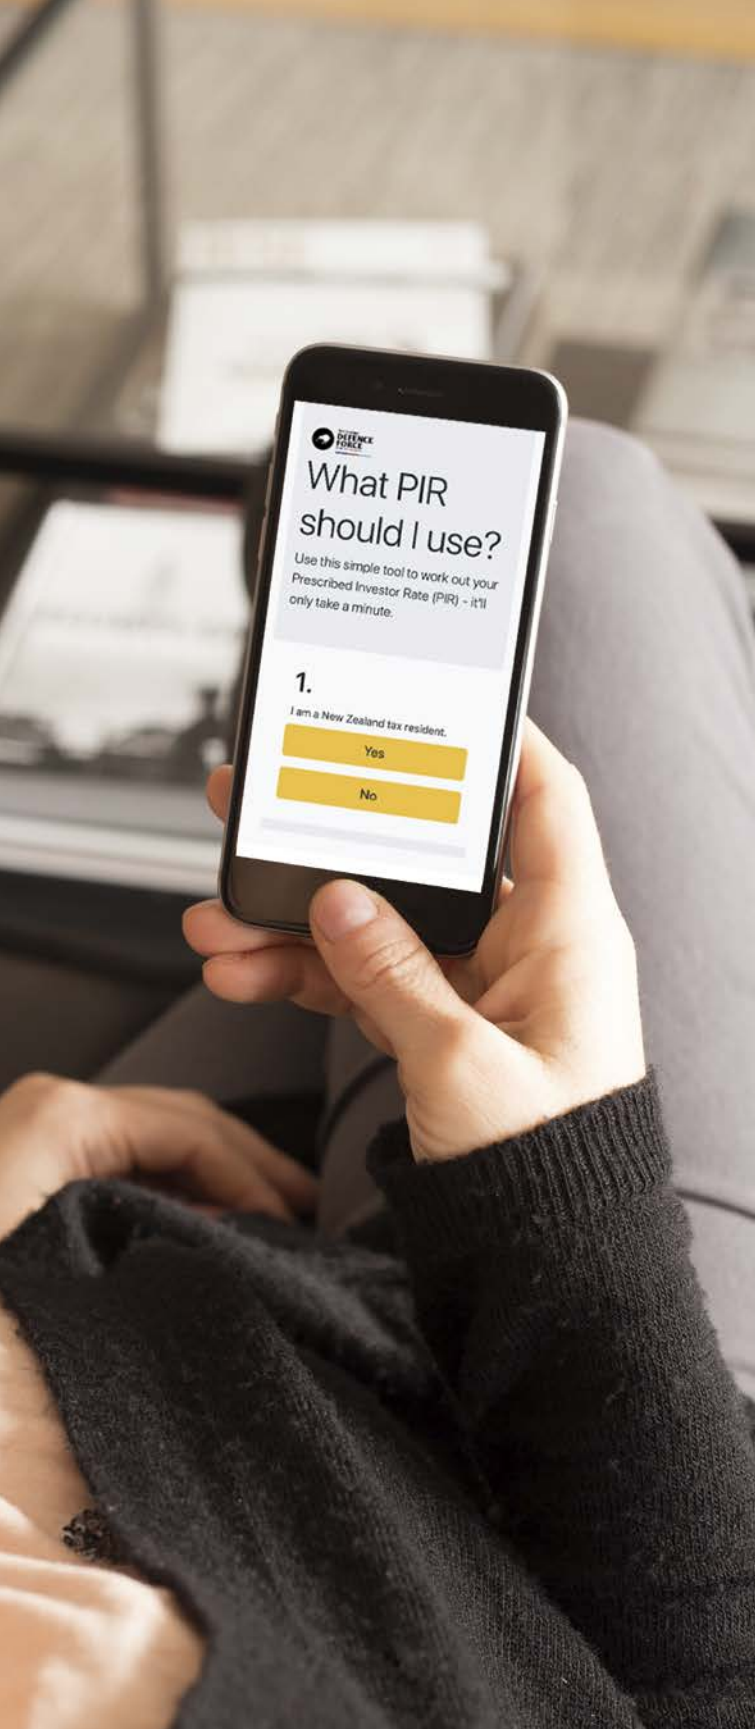 DEFENCE
FORCE
What PIR
should I use?
Use this simple tool to work out your
Prescribed Investor Rate (PIR) - it'll
only take a minute.
1.
I am a New Zealand tax resident.
Yes
No